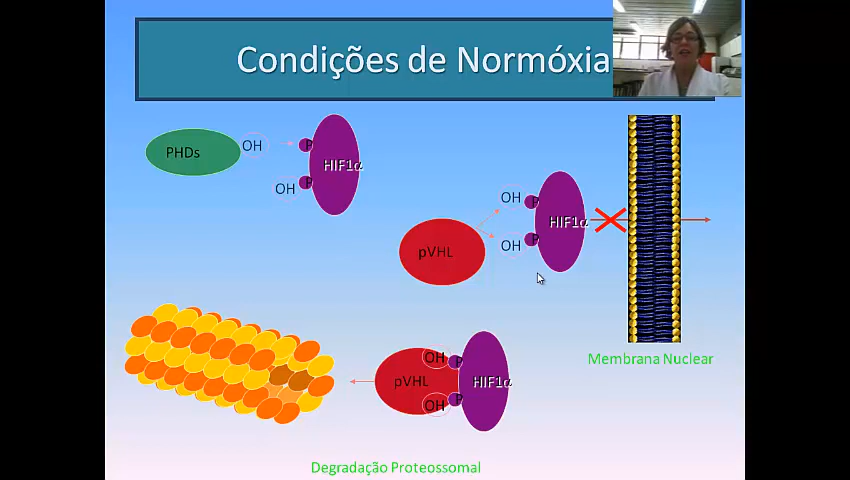 Condições de Normóxia
PHDs
OH
P
HIF1α
OH
P
OH
P
HIF1α
pVHL
OH
P
OH
P
pVHL
HIF1α
OH
P
Membrana Nuclear
Degradação Proteossomal